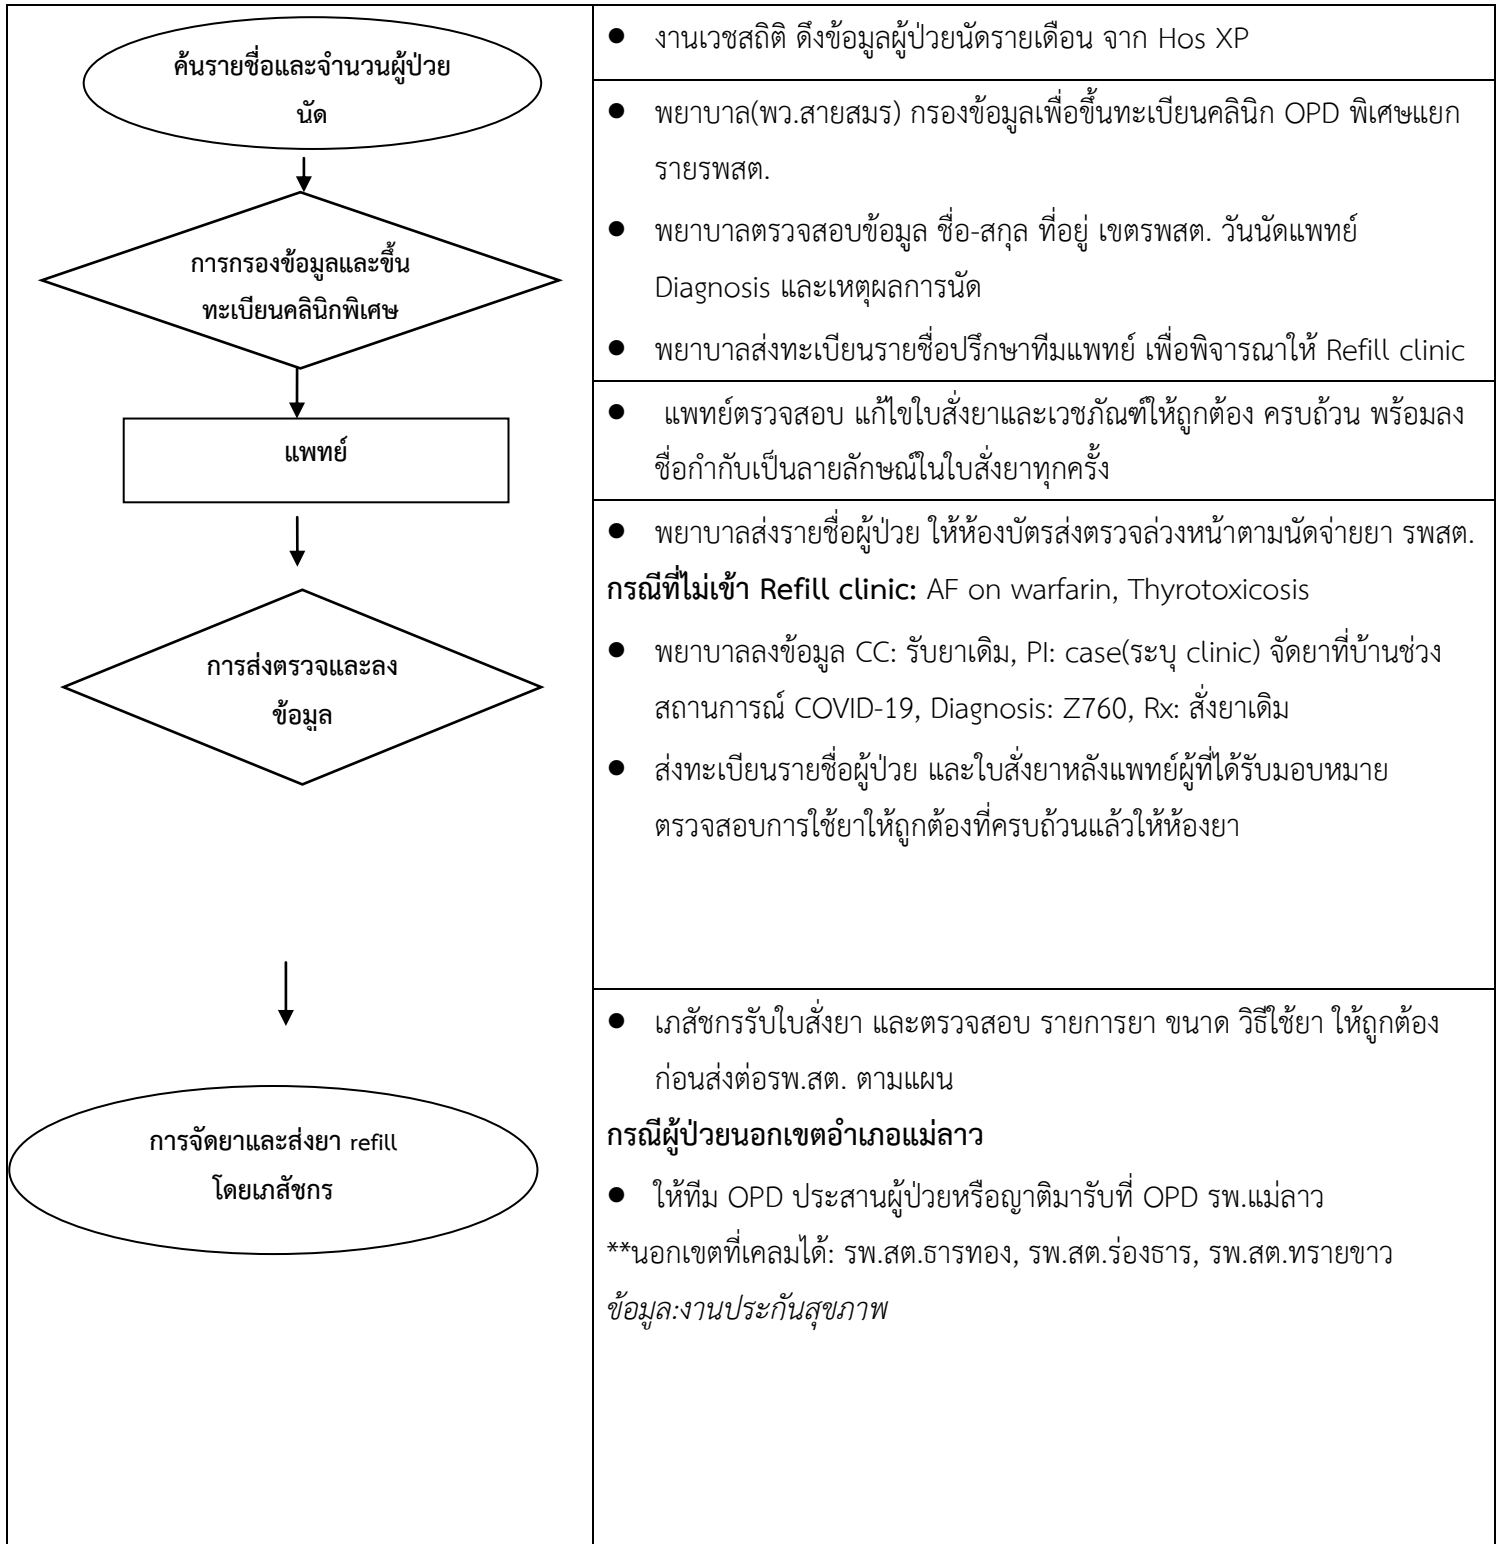 ค้นรายชื่อและจำนวนผู้ป่วย
นัด
● งานเวชสถิติ ดึงข้อมูลผู้ป่วยนัดรายเดือน จาก Hos XP
การกรองข้อมูลและขึ้น
ทะเบียนคลินิกพิเศษ
● พยาบาล(พว.สายสมร) กรองข้อมูลเพื่อขึ้นทะเบียนคลินิก OPD พิเศษแยก
รายรพสต.
● พยาบาลตรวจสอบข้อมูล ชื่อ-สกุล ที่อยู่ เขตรพสต. วันนัดแพทย์
Diagnosis และเหตุผลการนัด
● พยาบาลส่งทะเบียนรายชื่อปรึกษาทีมแพทย์ เพื่อพิจารณาให้ Refill clinic
แพทย์
● แพทย์ตรวจสอบ แก้ไขใบสั่งยาและเวชภัณฑ์ให้ถูกต้อง ครบถ้วน พร้อมลง
ชื่อกำกับเป็นลายลักษณ์ในใบสั่งยาทุกครั้ง
การส่งตรวจและลง
ข้อมูล
● พยาบาลส่งรายชื่อผู้ป่วย ให้ห้องบัตรส่งตรวจล่วงหน้าตามนัดจ่ายยา รพสต.
กรณีที่ไม่เข้า Refill clinic: AF on warfarin, Thyrotoxicosis
● พยาบาลลงข้อมูล CC: รับยาเดิม, PI: case(ระบุ clinic) จัดยาที่บ้านช่วง
สถานการณ์ COVID-19, Diagnosis: Z760, Rx: สั่งยาเดิม
● ส่งทะเบียนรายชื่อผู้ป่วย และใบสั่งยาหลังแพทย์ผู้ที่ได้รับมอบหมาย
ตรวจสอบการใช้ยาให้ถูกต้องที่ครบถ้วนแล้วให้ห้องยา
การจัดยาและส่งยา refill
โดยเภสัชกร
● เภสัชกรรับใบสั่งยา และตรวจสอบ รายการยา ขนาด วิธีใช้ยา ให้ถูกต้อง
ก่อนส่งต่อรพ.สต. ตามแผน
กรณีผู้ป่วยนอกเขตอำเภอแม่ลาว
● ให้ทีม OPD ประสานผู้ป่วยหรือญาติมารับที่ OPD รพ.แม่ลาว
**นอกเขตที่เคลมได้: รพ.สต.ธารทอง, รพ.สต.ร่องธาร, รพ.สต.ทรายขาว
ข้อมูล:งานประกันสุขภาพ